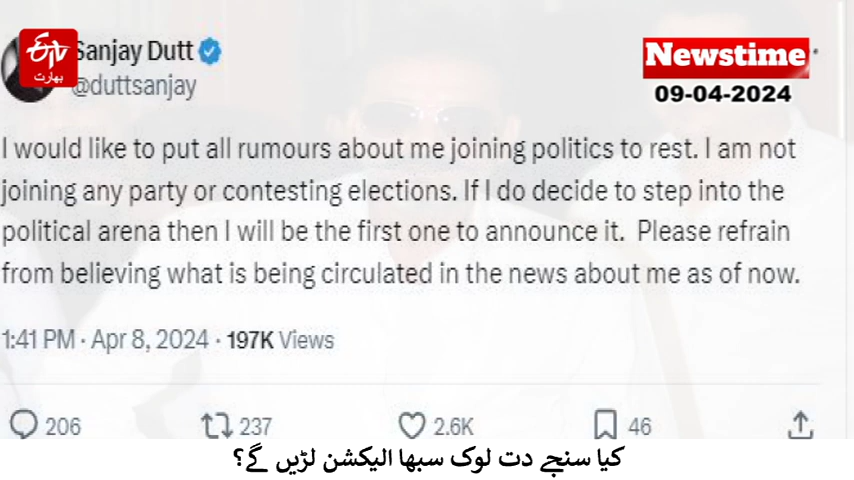 ETV
بھارت
Sanjay Dutt
@duttsanjay
Newstime
09-04-2024
I would like to put all rumours about me joining politics to rest. I am not
joining any party or contesting elections. If I do decide to step into the
political arena then I will be the first one to announce it. Please refrain
from believing what is being circulated in the news about me as of now.
1:41 PM · Apr 8, 2024 · 197K Views
206 237 2.6K 46
کیا سنجے دت لوک سبھا الیکشن لڑیں گے؟